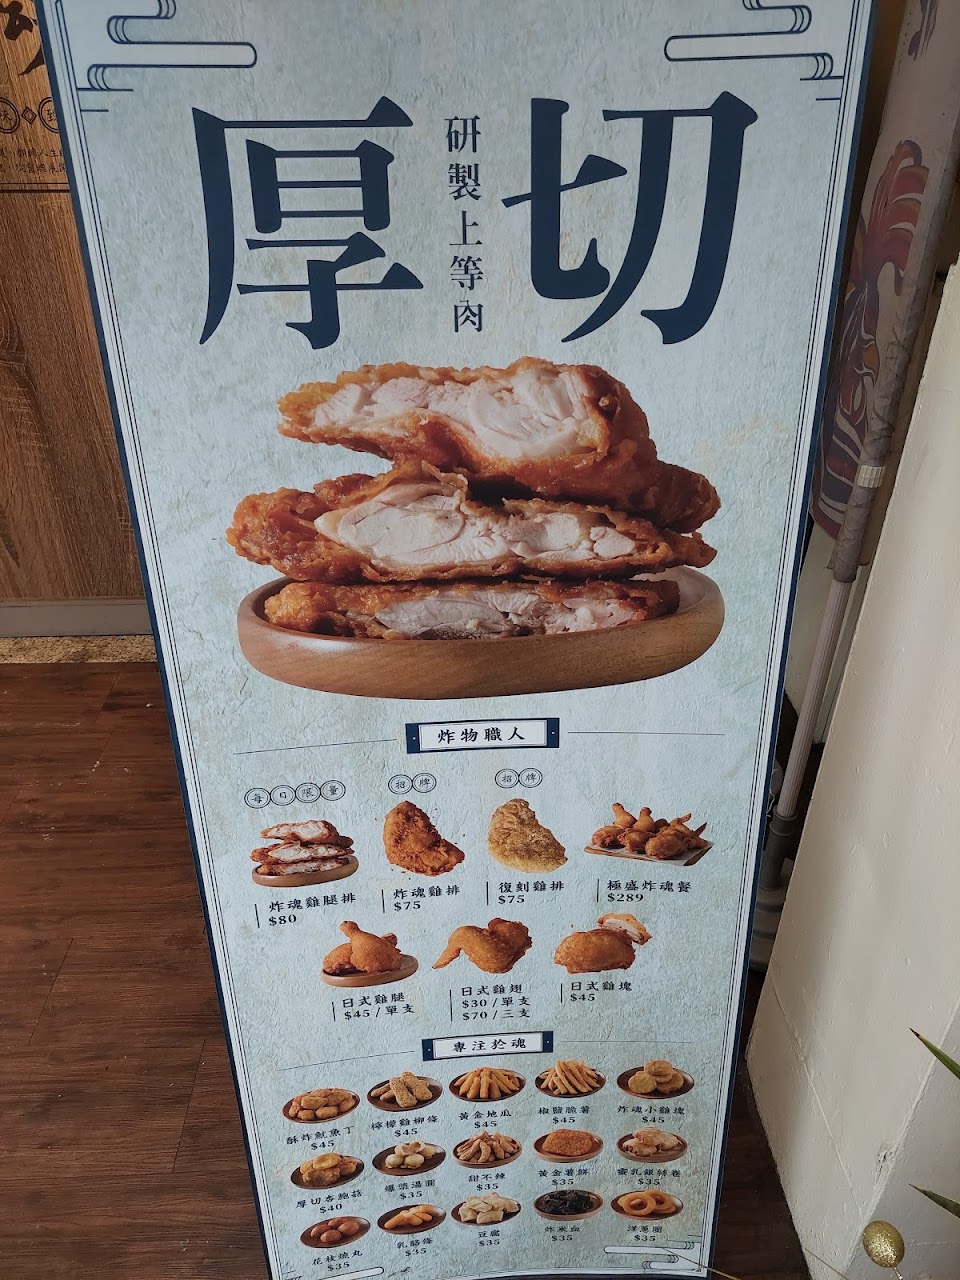 厚切
研製上等肉
炸物職人
每日限量
招牌
招牌
炸魂雞腿排
$80
炸魂雞排
$75
復刻雞排
$75
極盛炸魂餐
$289
日式雞腿
$45/單支
日式雞翅
$30/單支
$70/三支
日式雞塊
$45
專注於魂
酥炸魷魚丁
$45
檸檬雞柳條
$45
黃金地瓜
$45
椒鹽脆薯
$45
炸魂小雞塊
$45
厚切杏鮑菇
$40
爆漿湯圓
$35
甜不辣
$35
黃金薯餅
$35
蜜乳銀絲卷
$35
花枝燒丸
$35
乳酪條
$35
豆腐
$35
炸米血
$35
洋蔥圈
$35